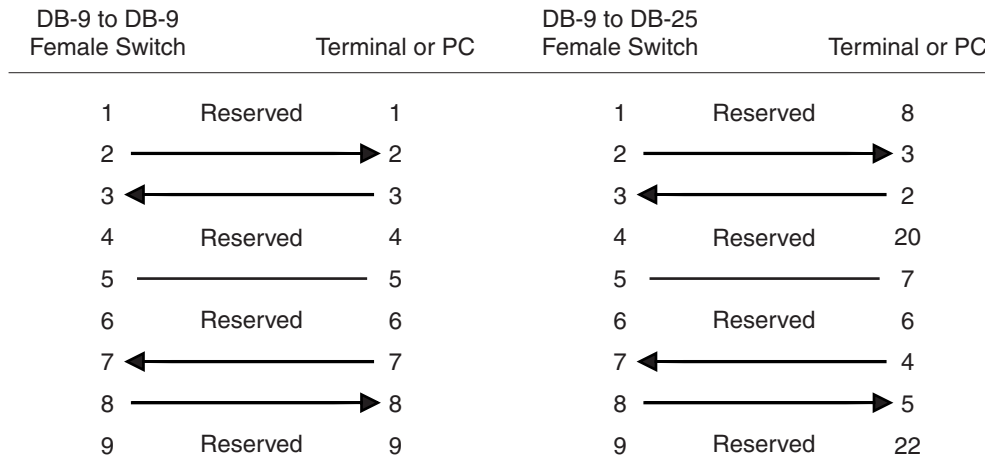 DB-9 to DB-9 DB-9 to DB-25
Female Switch Terminal or PC Female Switch Terminal or PC
1 Reserved 1 1 Reserved 8
2 2 2 3
3 3 3 2
4 Reserved 4 4 Reserved 20
5 5 5 7
6 Reserved 6 6 Reserved 6
7 7 7 4
8 8 8 5
9 Reserved 9 9 Reserved 22